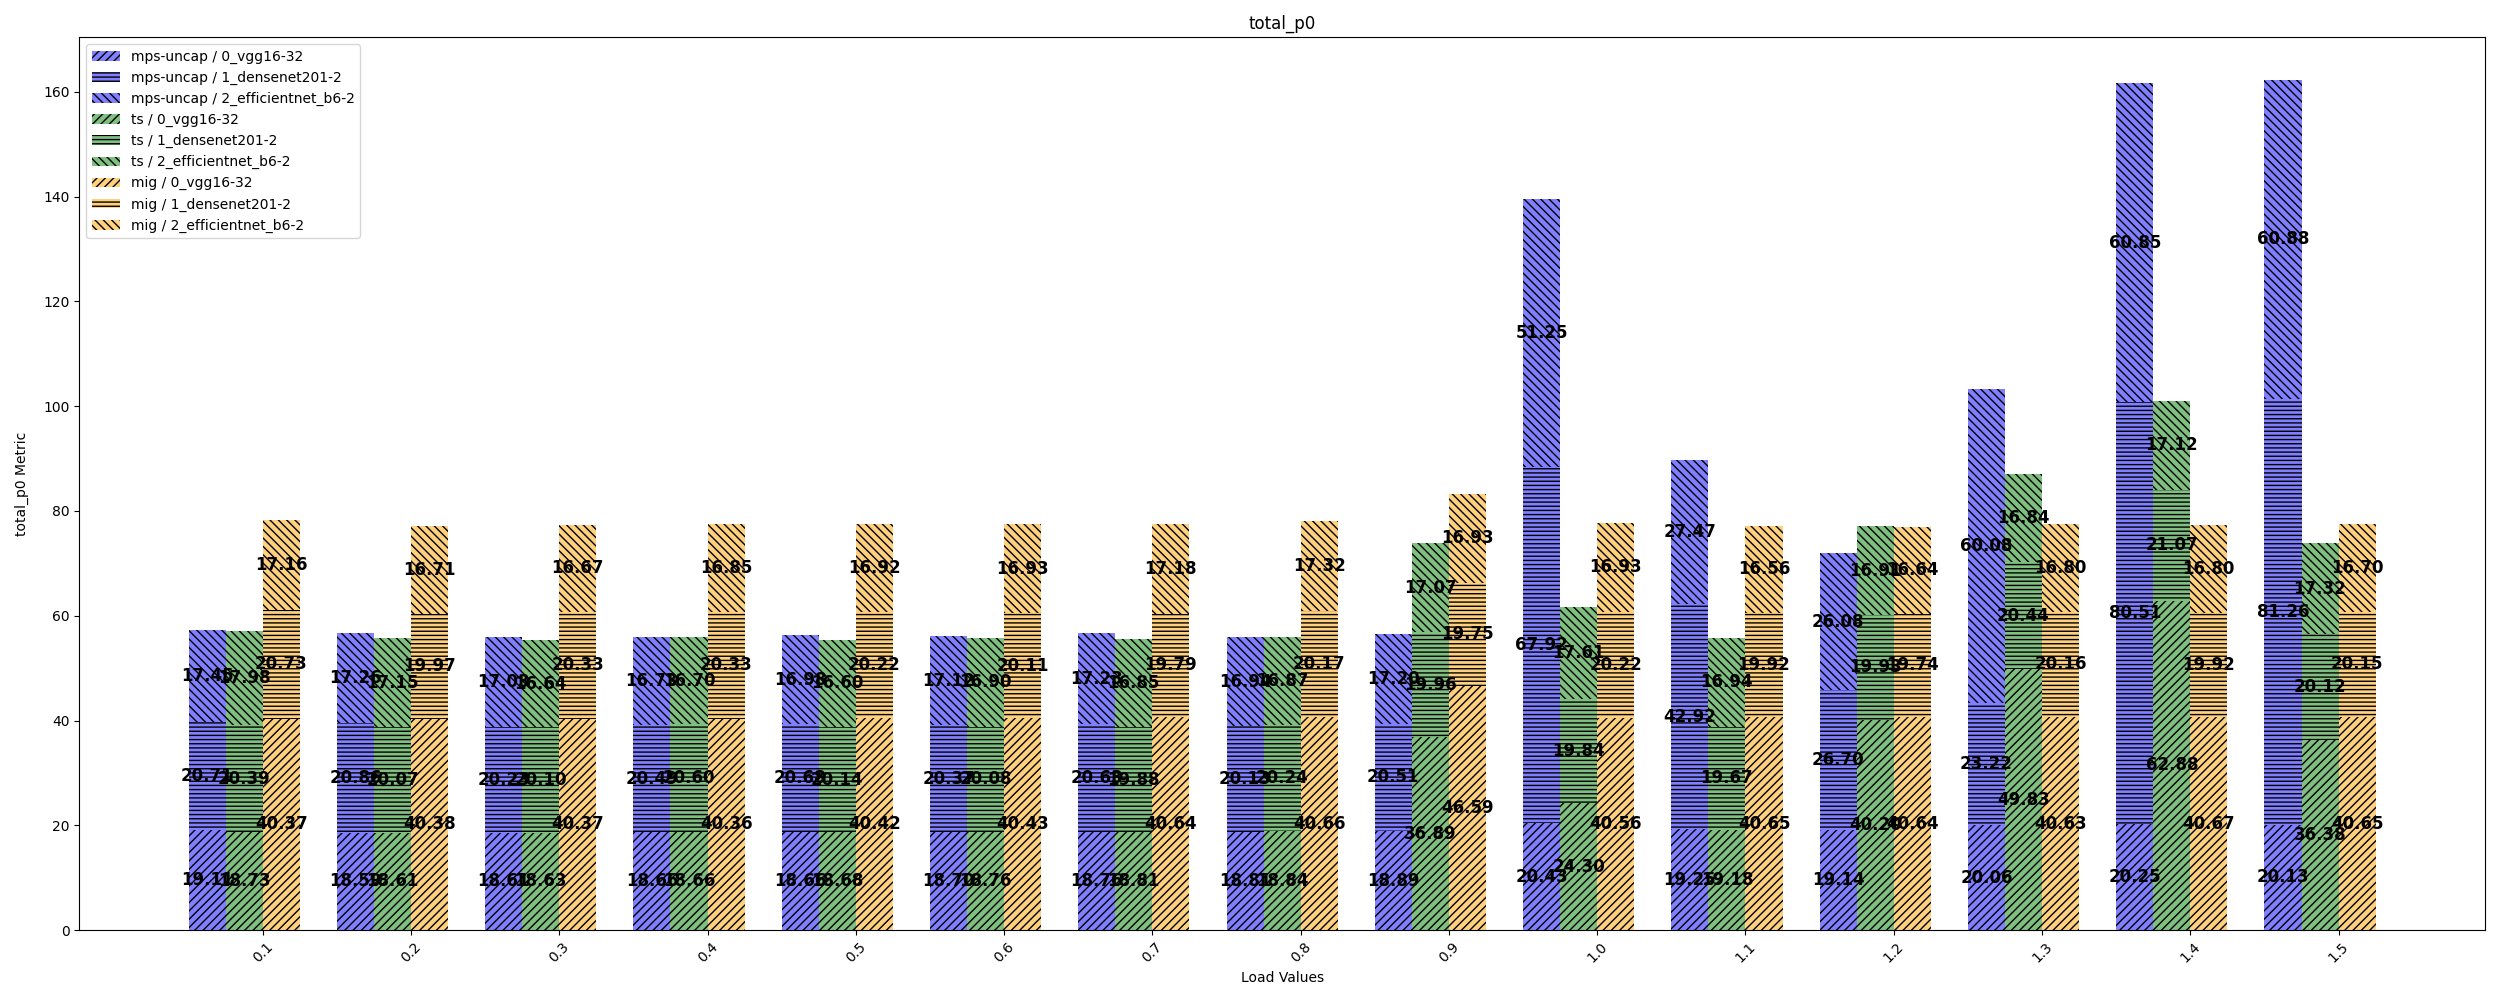 total_p0
mps-uncap / 0_vgg16-32
mps-uncap / 1_densenet201-2
mps-uncap / 2_efficientnet_b6-2
ts / 0_vgg16-32
ts / 1_densenet201-2
ts / 2_efficientnet_b6-2
mig / 0_vgg16-32
mig / 1_densenet201-2
mig / 2_efficientnet_b6-2
total_p0 Metric
160
140
120
100
80
60
40
20
0
20.39 17.98
40.37 20.73 17.16
40.38 19.97 16.71
40.37 20.33 16.67
40.36 20.33 16.85
40.42 20.22 16.92
40.43 20.11 16.93
40.64 19.79 17.18
40.66 20.17 17.32
18.89 20.51
36.89 19.96 17.07
46.59 19.75 16.93
20.43 67.92 51.25
24.30 19.84 17.61
40.56 20.22 16.93
42.92 27.47
19.18 19.67 16.94
40.65 19.92 16.56
19.14 26.70 26.08
40.64 19.74 16.64
20.06 23.22 60.08
49.83 20.44 16.84
40.63 20.16 16.80
20.25 80.51 60.85
62.88 21.07 17.12
40.67 19.92 16.80
20.13 81.26 60.88
36.38 20.12 17.32
40.65 20.15 16.70
0.1 0.2 0.3 0.4 0.5 0.6 0.7 0.8 0.9 1.0 1.1 1.2 1.3 1.4 1.5
Load Values